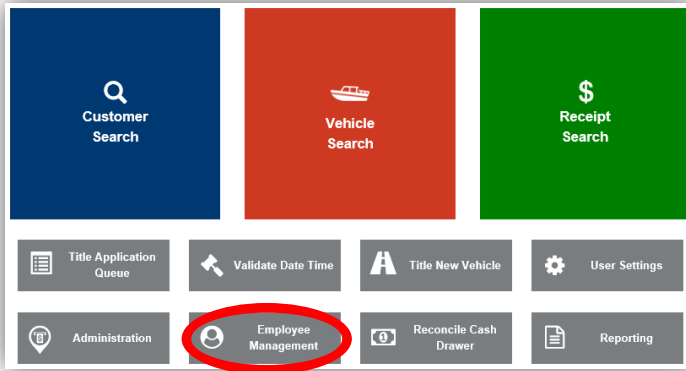 Customer
Search
Vehicle
Search
$
Receipt
Search
Title Application
Queue
Validate Date Time
Title New Vehicle
User Settings
Administration
Employee
Management
Reconcile Cash
Drawer
Reporting